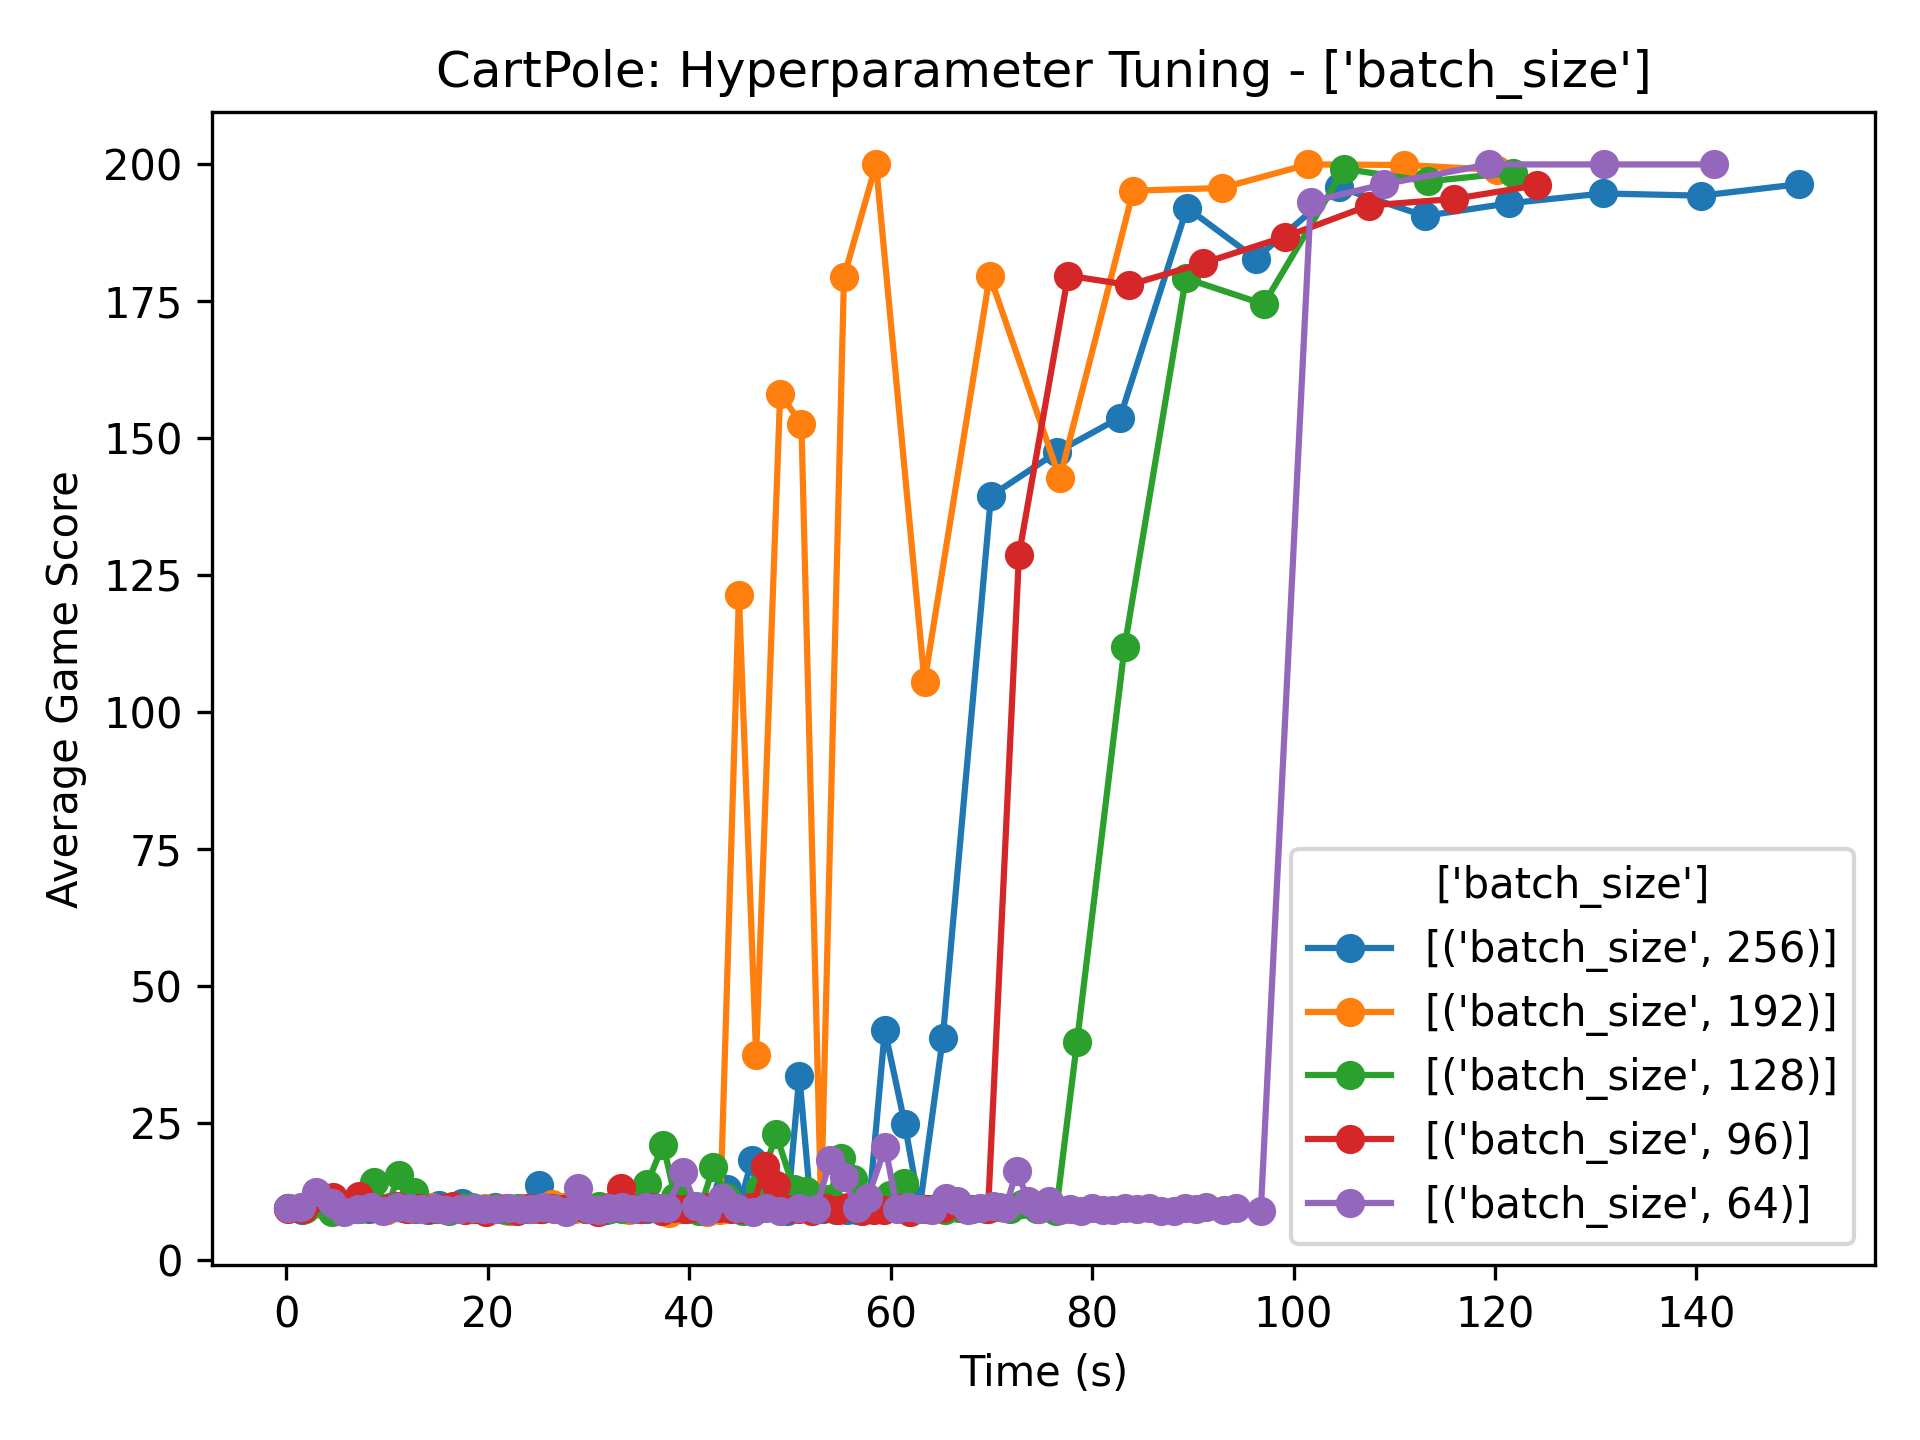 CartPole: Hyperparameter Tuning - ['batch_size']
Average Game Score
200
175
150
125
100
75
50
25
0
['batch_size']
[('batch_size', 256)]
[('batch_size', 192)]
[('batch_size', 128)]
[('batch_size', 96)]
[('batch_size', 64)]
0 20 40 60 80 100 120 140
Time (s)